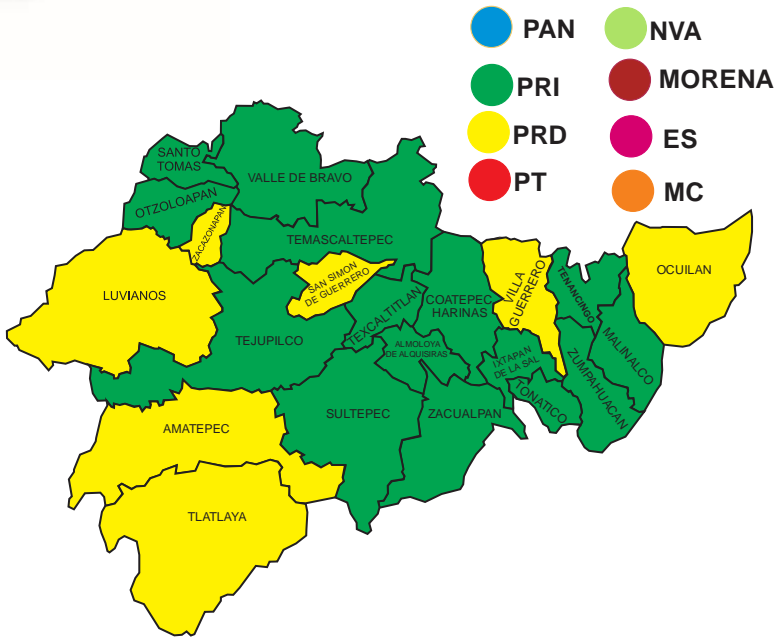 PAN
NVA
PRI
MORENA
PRD
ES
PT
MC
SANTO
TOMAS
VALLE DE BRAVO
OTZOLOAPAN
ZACAZONAPAN
TEMASCALTEPEC
LUVIANOS
SAN SIMON
DE GUERRERO
TEJUPILCO
TEXCALTITLAN
COATEPEC
HARINAS
VILLA
GUERRERO
TENANCINGO
OCUILAN
MALINALCO
ZUMPAHUACAN
ALMOLOYA
DE ALQUISIRAS
IXTAPAN
DE LA SAL
TONATICO
SULTEPEC
ZACUALPAN
AMATEPEC
TLATLAYA